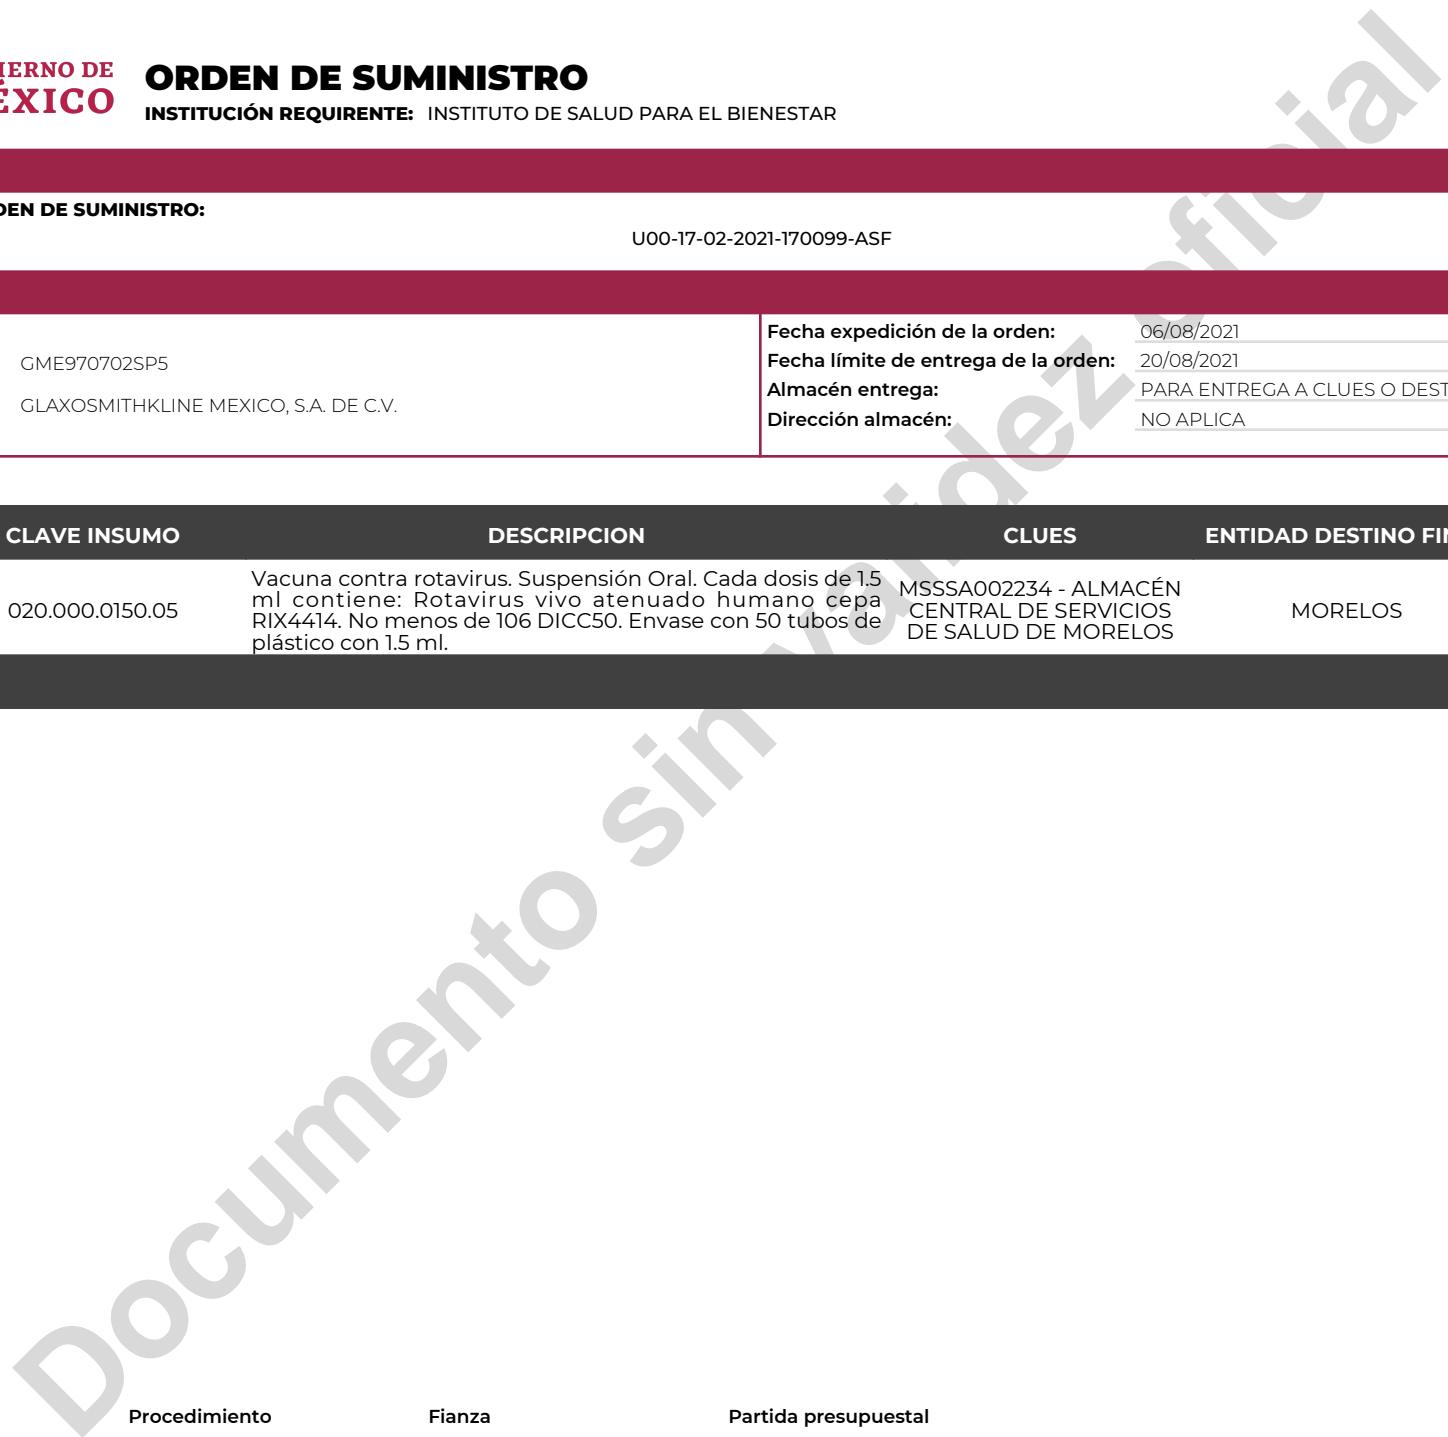 IERNO DE
ÉXICO
ORDEN DE SUMINISTRO
INSTITUCIÓN REQUIRENTE: INSTITUTO DE SALUD PARA EL BIENESTAR
DEN DE SUMINISTRO:
U00-17-02-2021-170099-ASF
GME970702SP5
GLAXOSMITHKLINE MEXICO, S.A. DE C.V.
Fecha expedición de la orden: 06/08/2021
Fecha límite de entrega de la orden: 20/08/2021
Almacén entrega: PARA ENTREGA A CLUES O DEST
Dirección almacén: NO APLICA
CLAVE INSUMO DESCRIPCION CLUES ENTIDAD DESTINO FIN
020.000.0150.05
Vacuna contra rotavirus. Suspensión Oral. Cada dosis de 1.5
ml contiene: Rotavirus vivo atenuado humano cepa
RIX4414. No menos de 106 DICC50. Envase con 50 tubos de
plástico con 1.5 ml.
MSSSA002234 - ALMACÉN
CENTRAL DE SERVICIOS
DE SALUD DE MORELOS
MORELOS
Documento sin validez oficial
Procedimiento Fianza Partida presupuestal